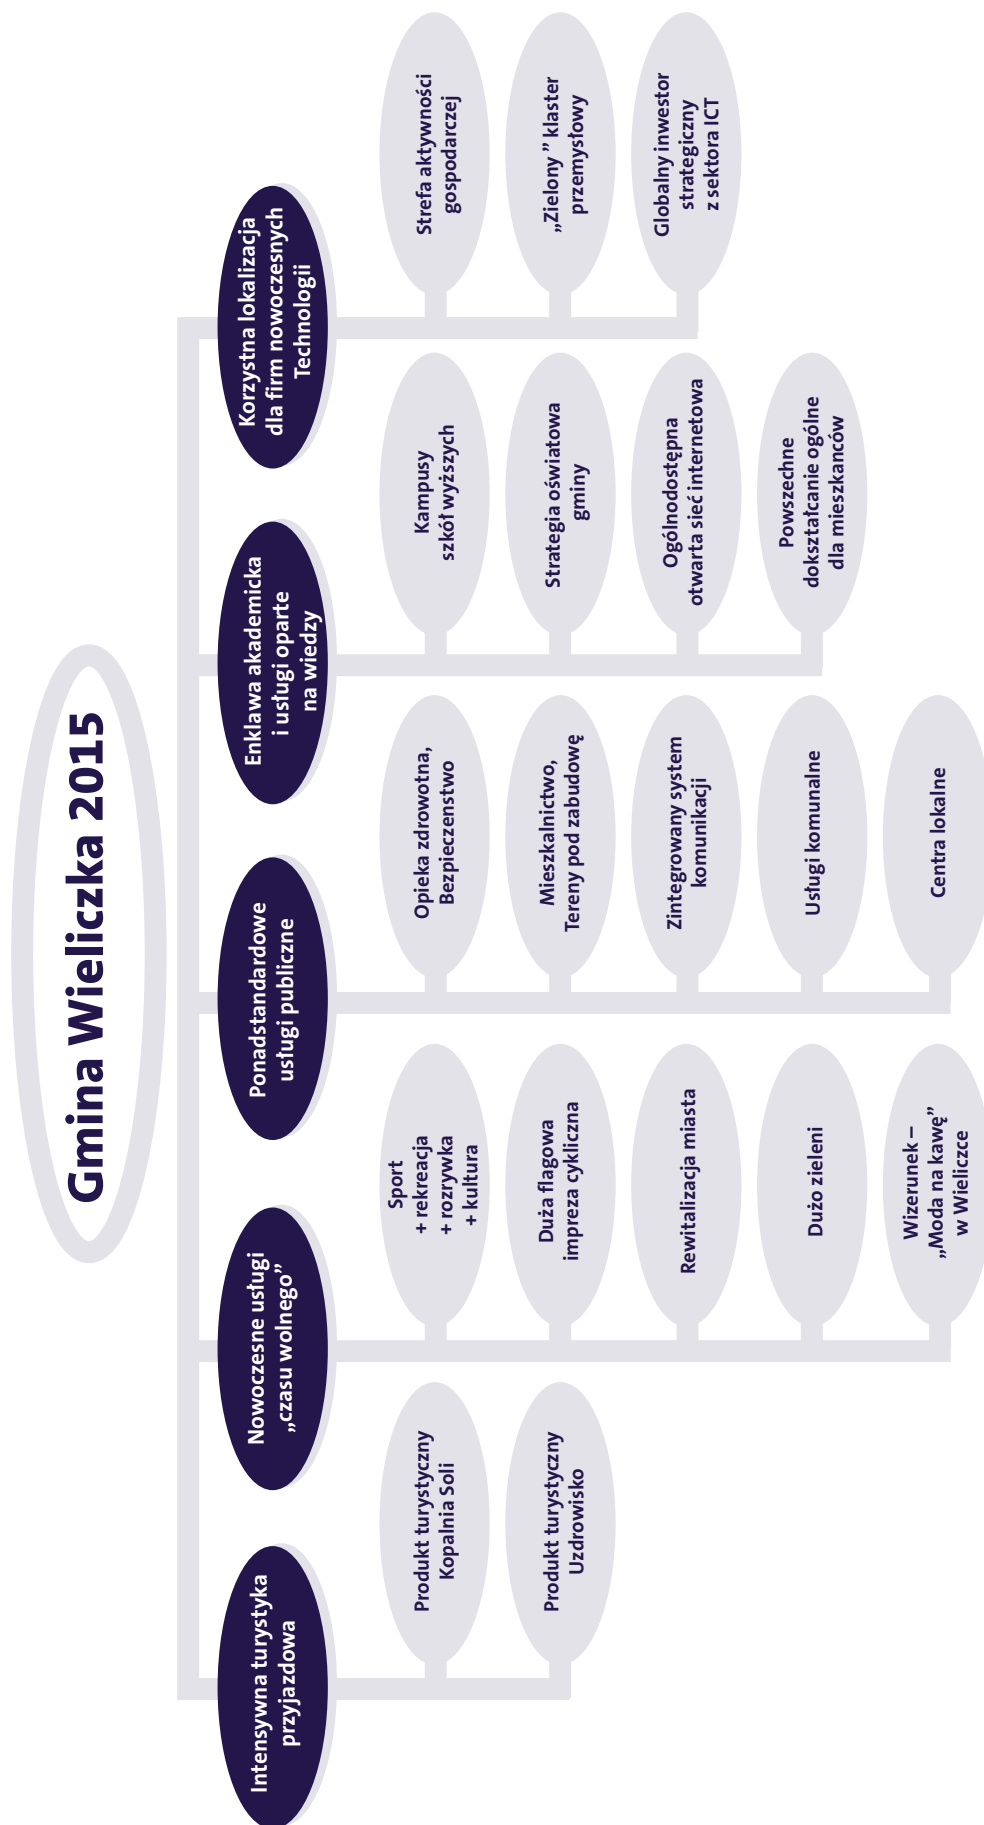 Gmina Wieliczka 2015
Intensywna turystyka
przyjazdowa
Produkt turystyczny
Kopalnia Soli
Produkt turystyczny
Uzdrowisko
Nowoczesne usługi
„czasu wolnego”
Sport
+ rekreacja
+ rozrywka
+ kultura
Duża flagowa
impreza cykliczna
Rewitalizacja miasta
Dużo zieleni
Wizerunek –
„Moda na kawę”
w Wieliczce
Ponadstandardowe
usługi publiczne
Opieka zdrowotna,
Bezpieczenstwo
Mieszkalnictwo,
Tereny pod zabudowę
Zintegrowany system
komunikacji
Usługi komunalne
Centra lokalne
Enklawa akademicka
i usługi oparte
na wiedzy
Kampusy
szkół wyższych
Strategia oświatowa
gminy
Ogólnodostępna
otwarta sieć internetowa
Powszechne
dokształcanie ogólne
dla mieszkanców
Korzystna lokalizacja
dla firm nowoczesnych
Technologii
Strefa aktywności
gospodarczej
„Zielony ” klaster
przemysłowy
Globalny inwestor
strategiczny
z sektora ICT